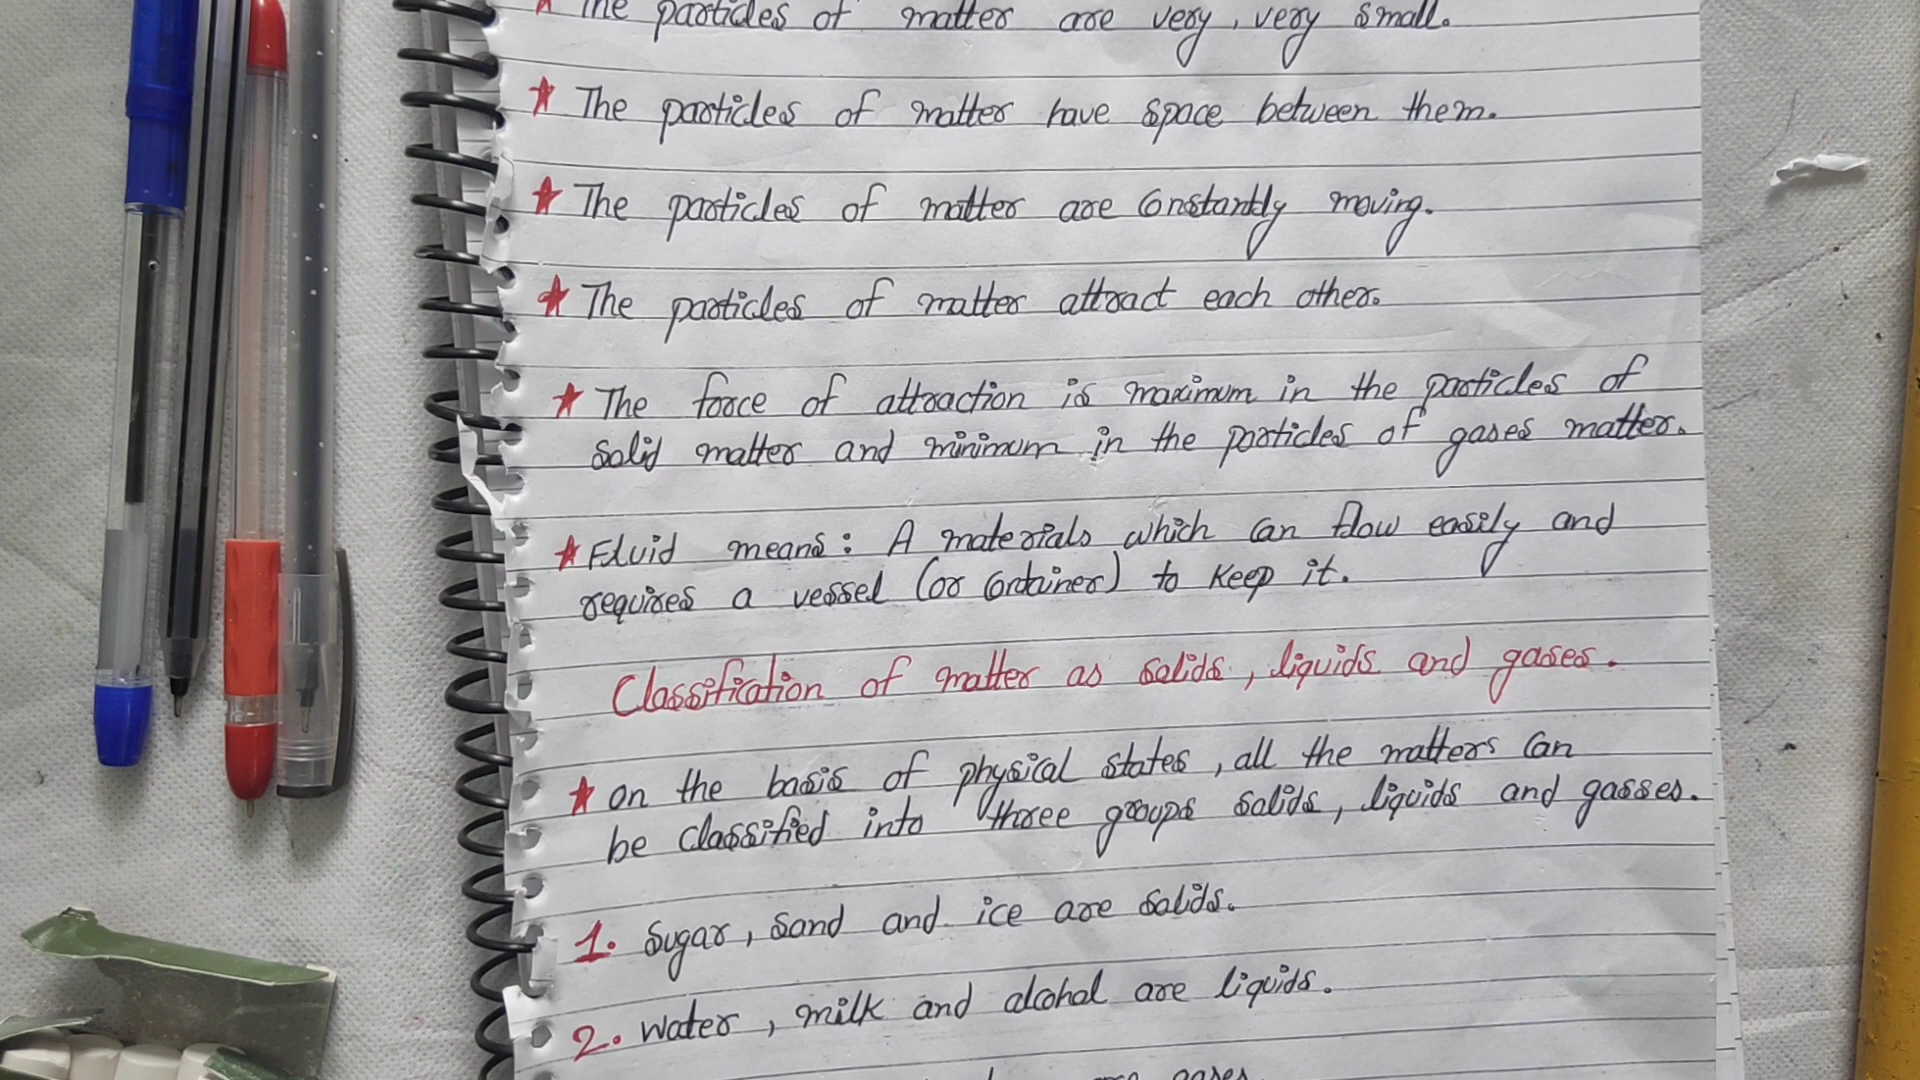 ★ The particles of matter are very, very small.
★ The particles of matter have space between them.
★ The particles of matter are Constantly moving.
★ The particles of matter attract each other.
★ The force of attraction is maximum in the particles of
Solid matter and minimum in the particles of gases matter.
★ Fluid means: A materials which Can flow easily and
requires a vessel (or Container) to Keep it.
Classification of matter as solids, liquids and gases.
★ on the basis of physical states, all the matters Can
be Classified into three groups solids, liquids and gasses.
1. Sugar, Sand and ice are solids.
2. Water, milk and alcohal are liquids.
gases